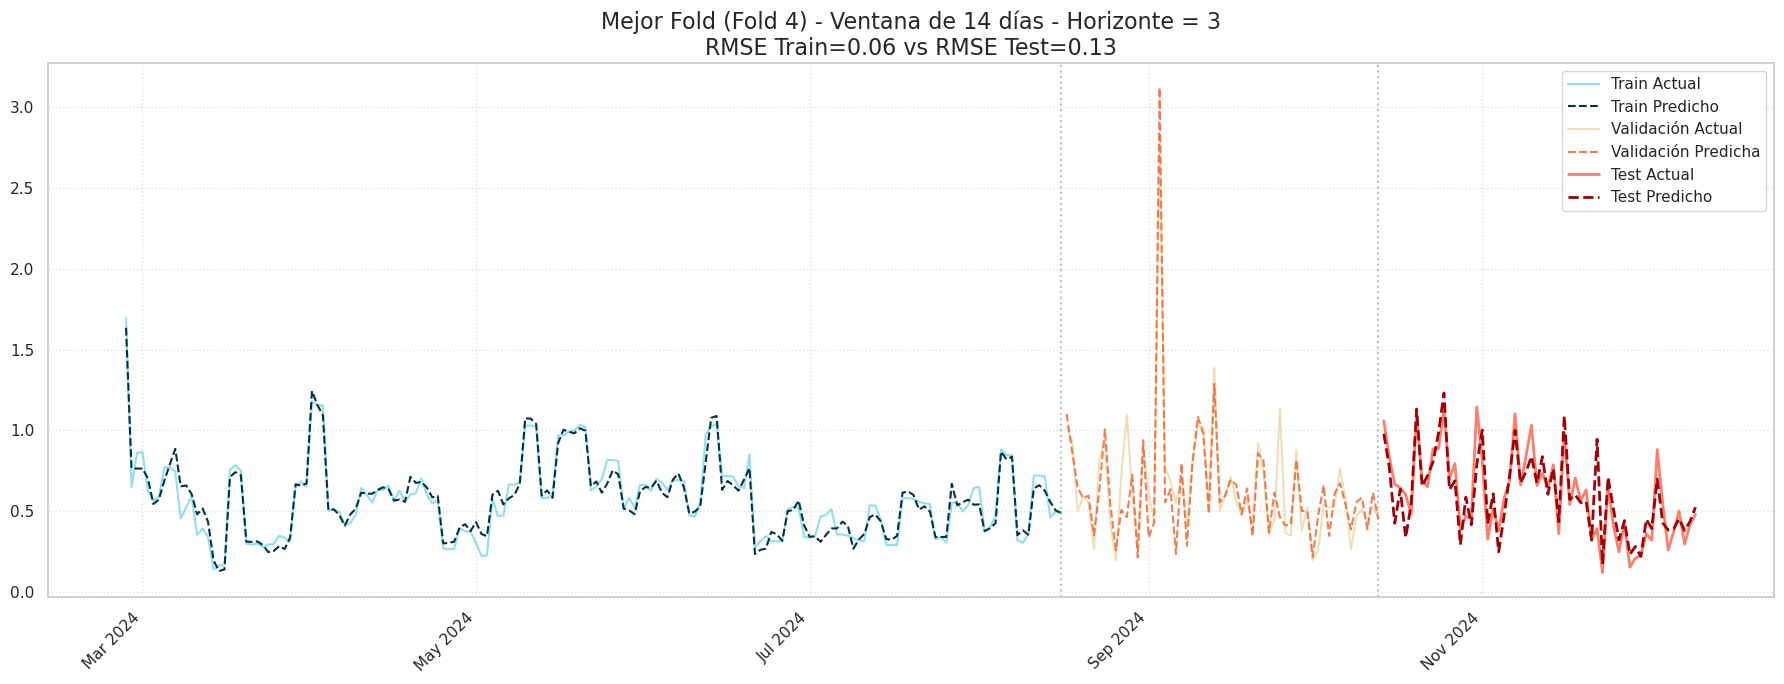 Mejor Fold (Fold 4) - Ventana de 14 días - Horizonte = 3
RMSE Train=0.06 vs RMSE Test=0.13
Train Actual
Train Predicho
Validación Actual
Validación Predicha
Test Actual
Test Predicho
3.0
2.5
2.0
1.5
1.0
0.5
0.0
Mar 2024
May 2024
Jul 2024
Sep 2024
Nov 2024